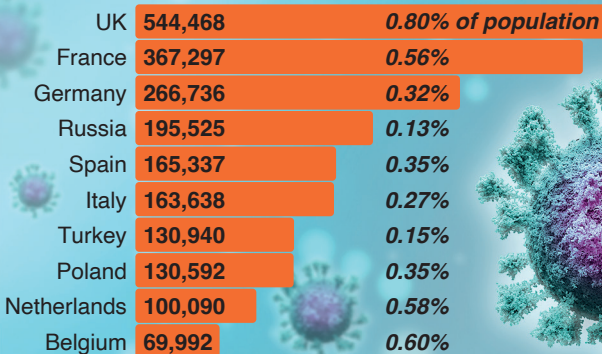 UK 544,468 0.80% of population
France 367,297 0.56%
Germany 266,736 0.32%
Russia 195,525 0.13%
Spain 165,337 0.35%
Italy 163,638 0.27%
Turkey 130,940 0.15%
Poland 130,592 0.35%
Netherlands 100,090 0.58%
Belgium 69,992 0.60%